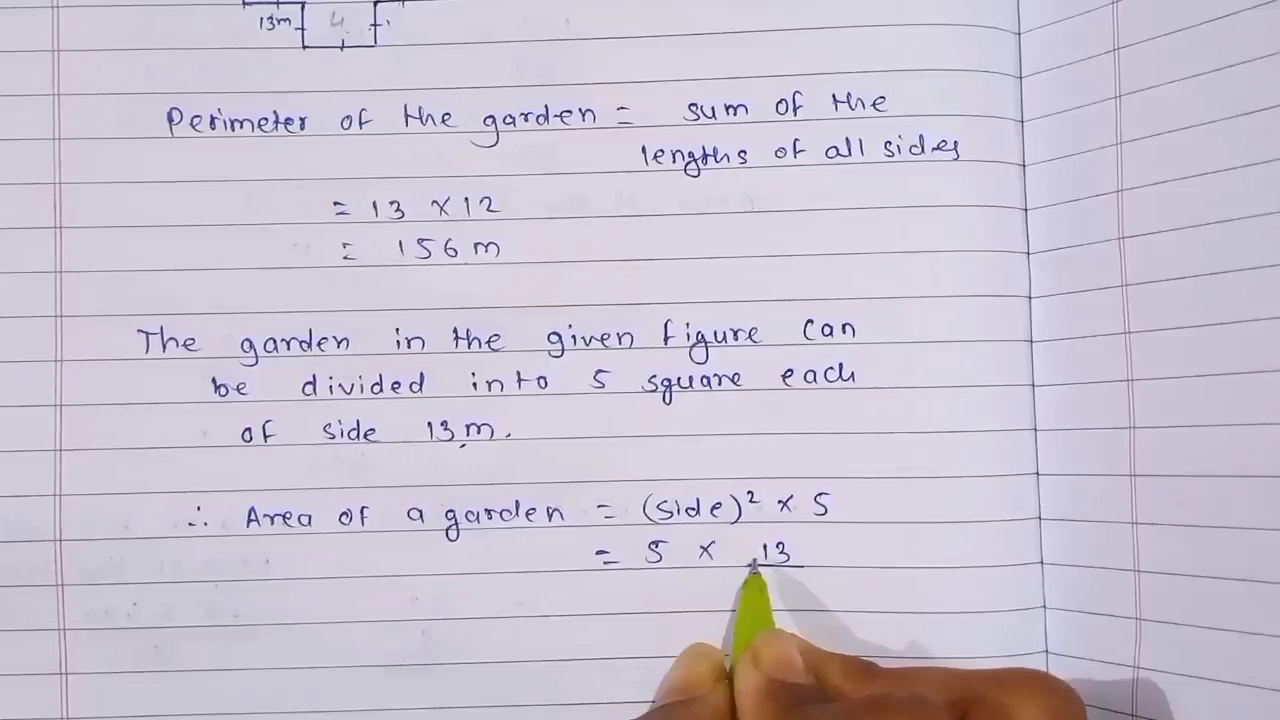 13m 4
Perimeter of the garden = sum of the
lengths of all sides
= 13 × 12
= 156 m
The garden in the given figure can
be divided into 5 square each
of side 13m.
∴ Area of a garden = (side)² × 5
= 5 × 13